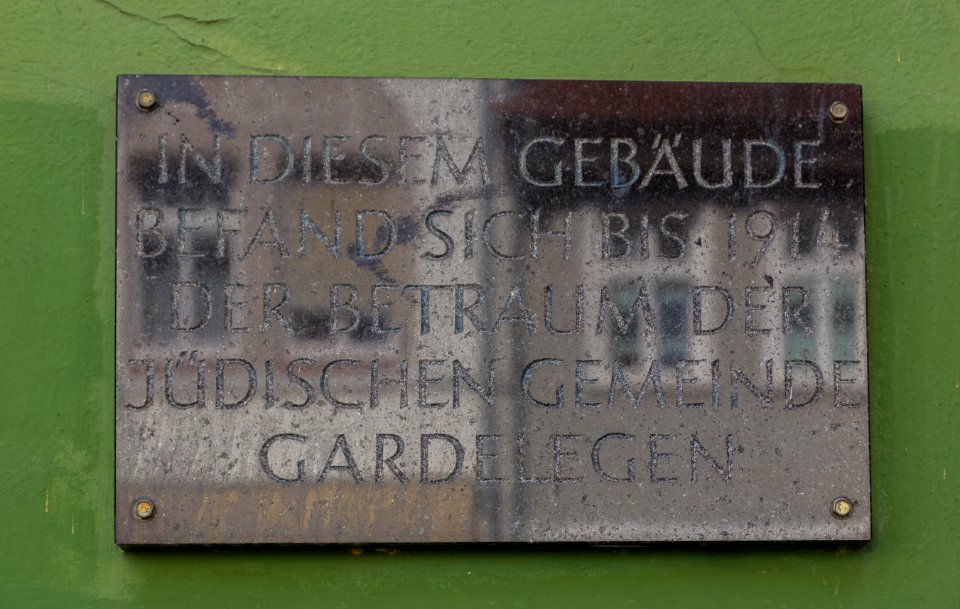 IN DIESEM GEBÄUDE
BEFAND SICH BIS 1914
DER BETRAUM DER
JÜDISCHEN GEMEINDE
GARDELEGEN